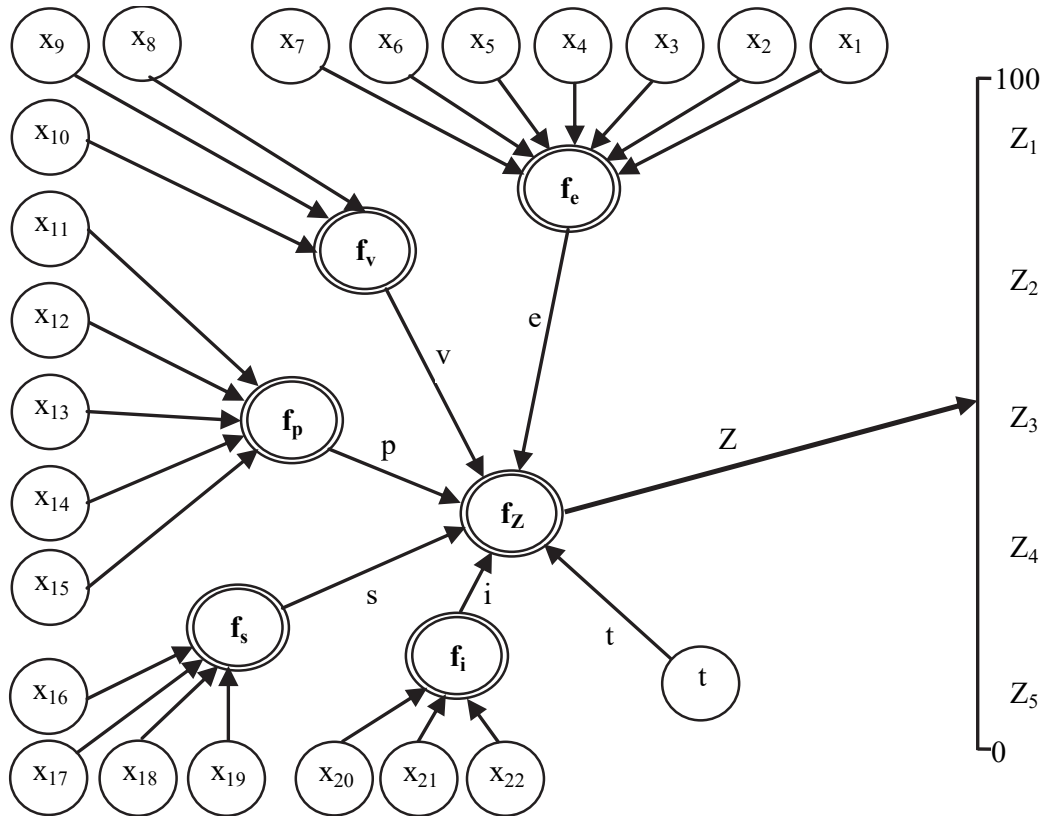 x9 x8 x7 x6 x5 x4 x3 x2 x1
100
x10
Z1
fe
x11
fv
Z2
x12
e
v
x13
fp
p
Z
Z3
x14
fZ
Z4
x15
s
i
fs
fi
t
t
x16
Z5
0
x17 x18 x19 x20 x21 x22